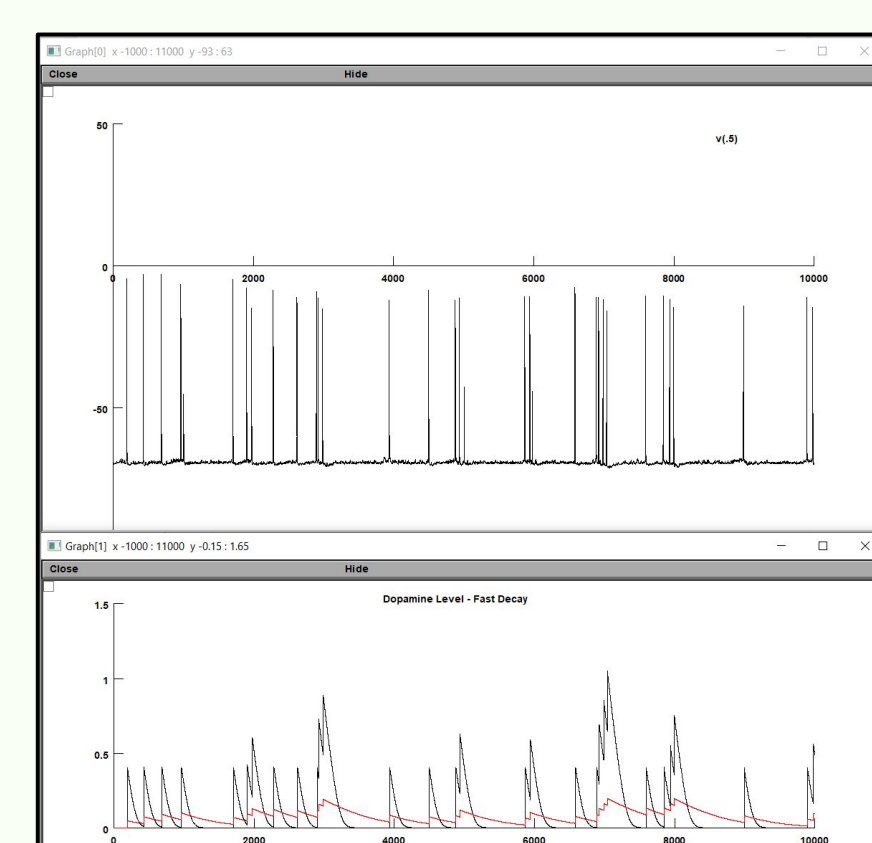 Graph[0] x -1000 : 11000 y -93 : 63
Close Hide
50
v(.5)
0
0 2000 4000 6000 8000 10000
-50
Graph[1] x -1000 : 11000 y -0.15 : 1.65
Close Hide
Dopamine Level - Fast Decay
1.5
1
0.5
0
0 2000 4000 6000 8000 10000